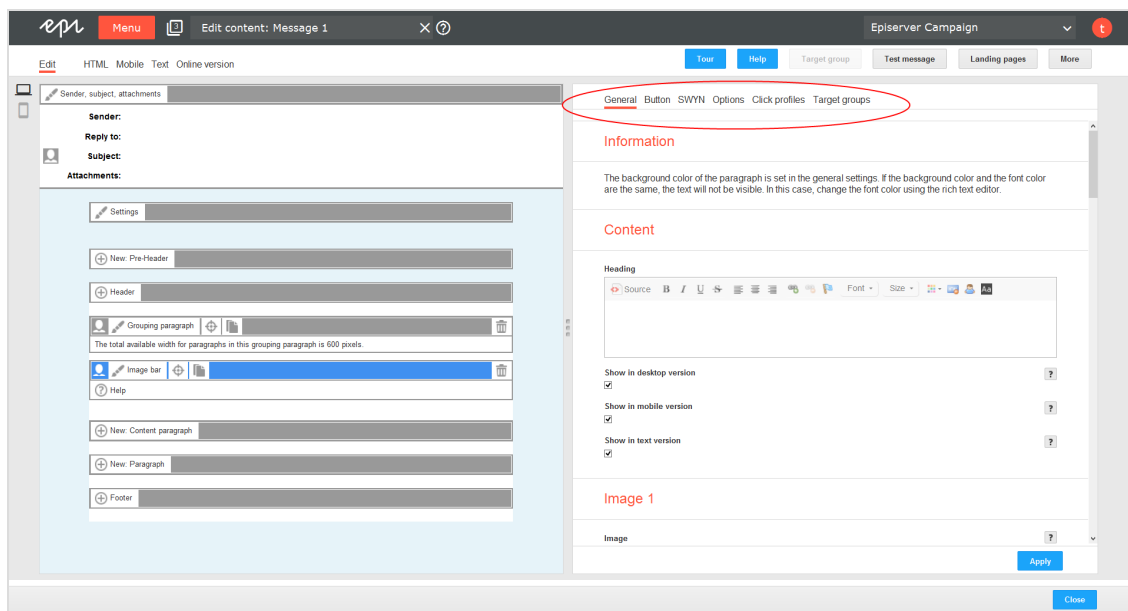 epi Menu 3 Edit content: Message 1 Episerver Campaign t
Edit HTML Mobile Text Online version Tour Help Target group Test message Landing pages More
Sender, subject, attachments
Sender:
Reply to:
Subject:
Attachments:
Settings
New: Pre-Header
Header
Grouping paragraph
The total available width for paragraphs in this grouping paragraph is 600 pixels.
Image bar
Help
New: Content paragraph
New: Paragraph
Footer
General Button SWYN Options Click profiles Target groups
Information
The background color of the paragraph is set in the general settings. If the background color and the font color
are the same, the text will not be visible. In this case, change the font color using the rich text editor.
Content
Heading
Source B I U S Font Size Aa
Show in desktop version ?
Show in mobile version ?
Show in text version ?
Image 1
Image ?
Apply
Close